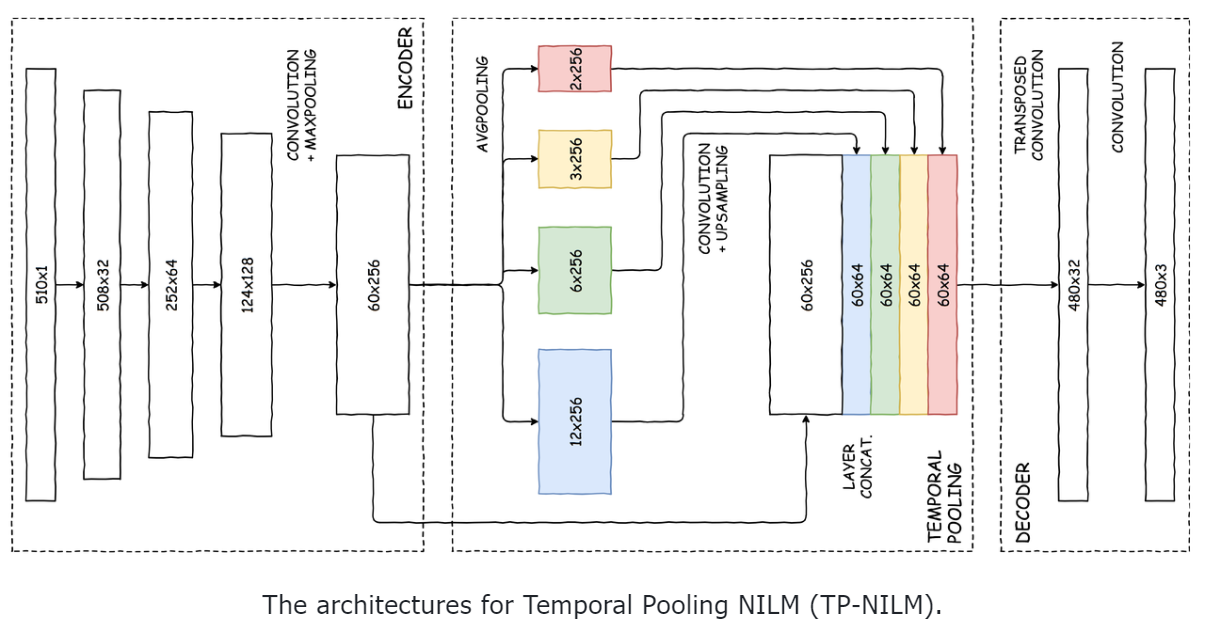 510x1
508x32
252x64
124x128
CONVOLUTION
+ MAXPOOLING
60x256
ENCODER
AVGPOOLING
2x256
3x256
6x256
12x256
CONVOLUTION
+ UPSAMPLING
60x256
60x64
60x64
60x64
60x64
LAYER
CONCAT.
TEMPORAL
POOLING
TRANSPOSED
CONVOLUTION
CONVOLUTION
480x32
480x3
DECODER
The architectures for Temporal Pooling NILM (TP-NILM).